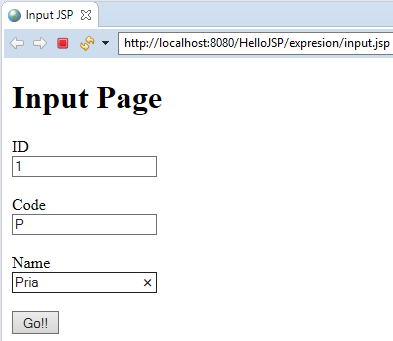 Input JSP
http://localhost:8080/HelloJSP/expresion/input.jsp
Input Page
ID
1
Code
P
Name
Pria
Go!!